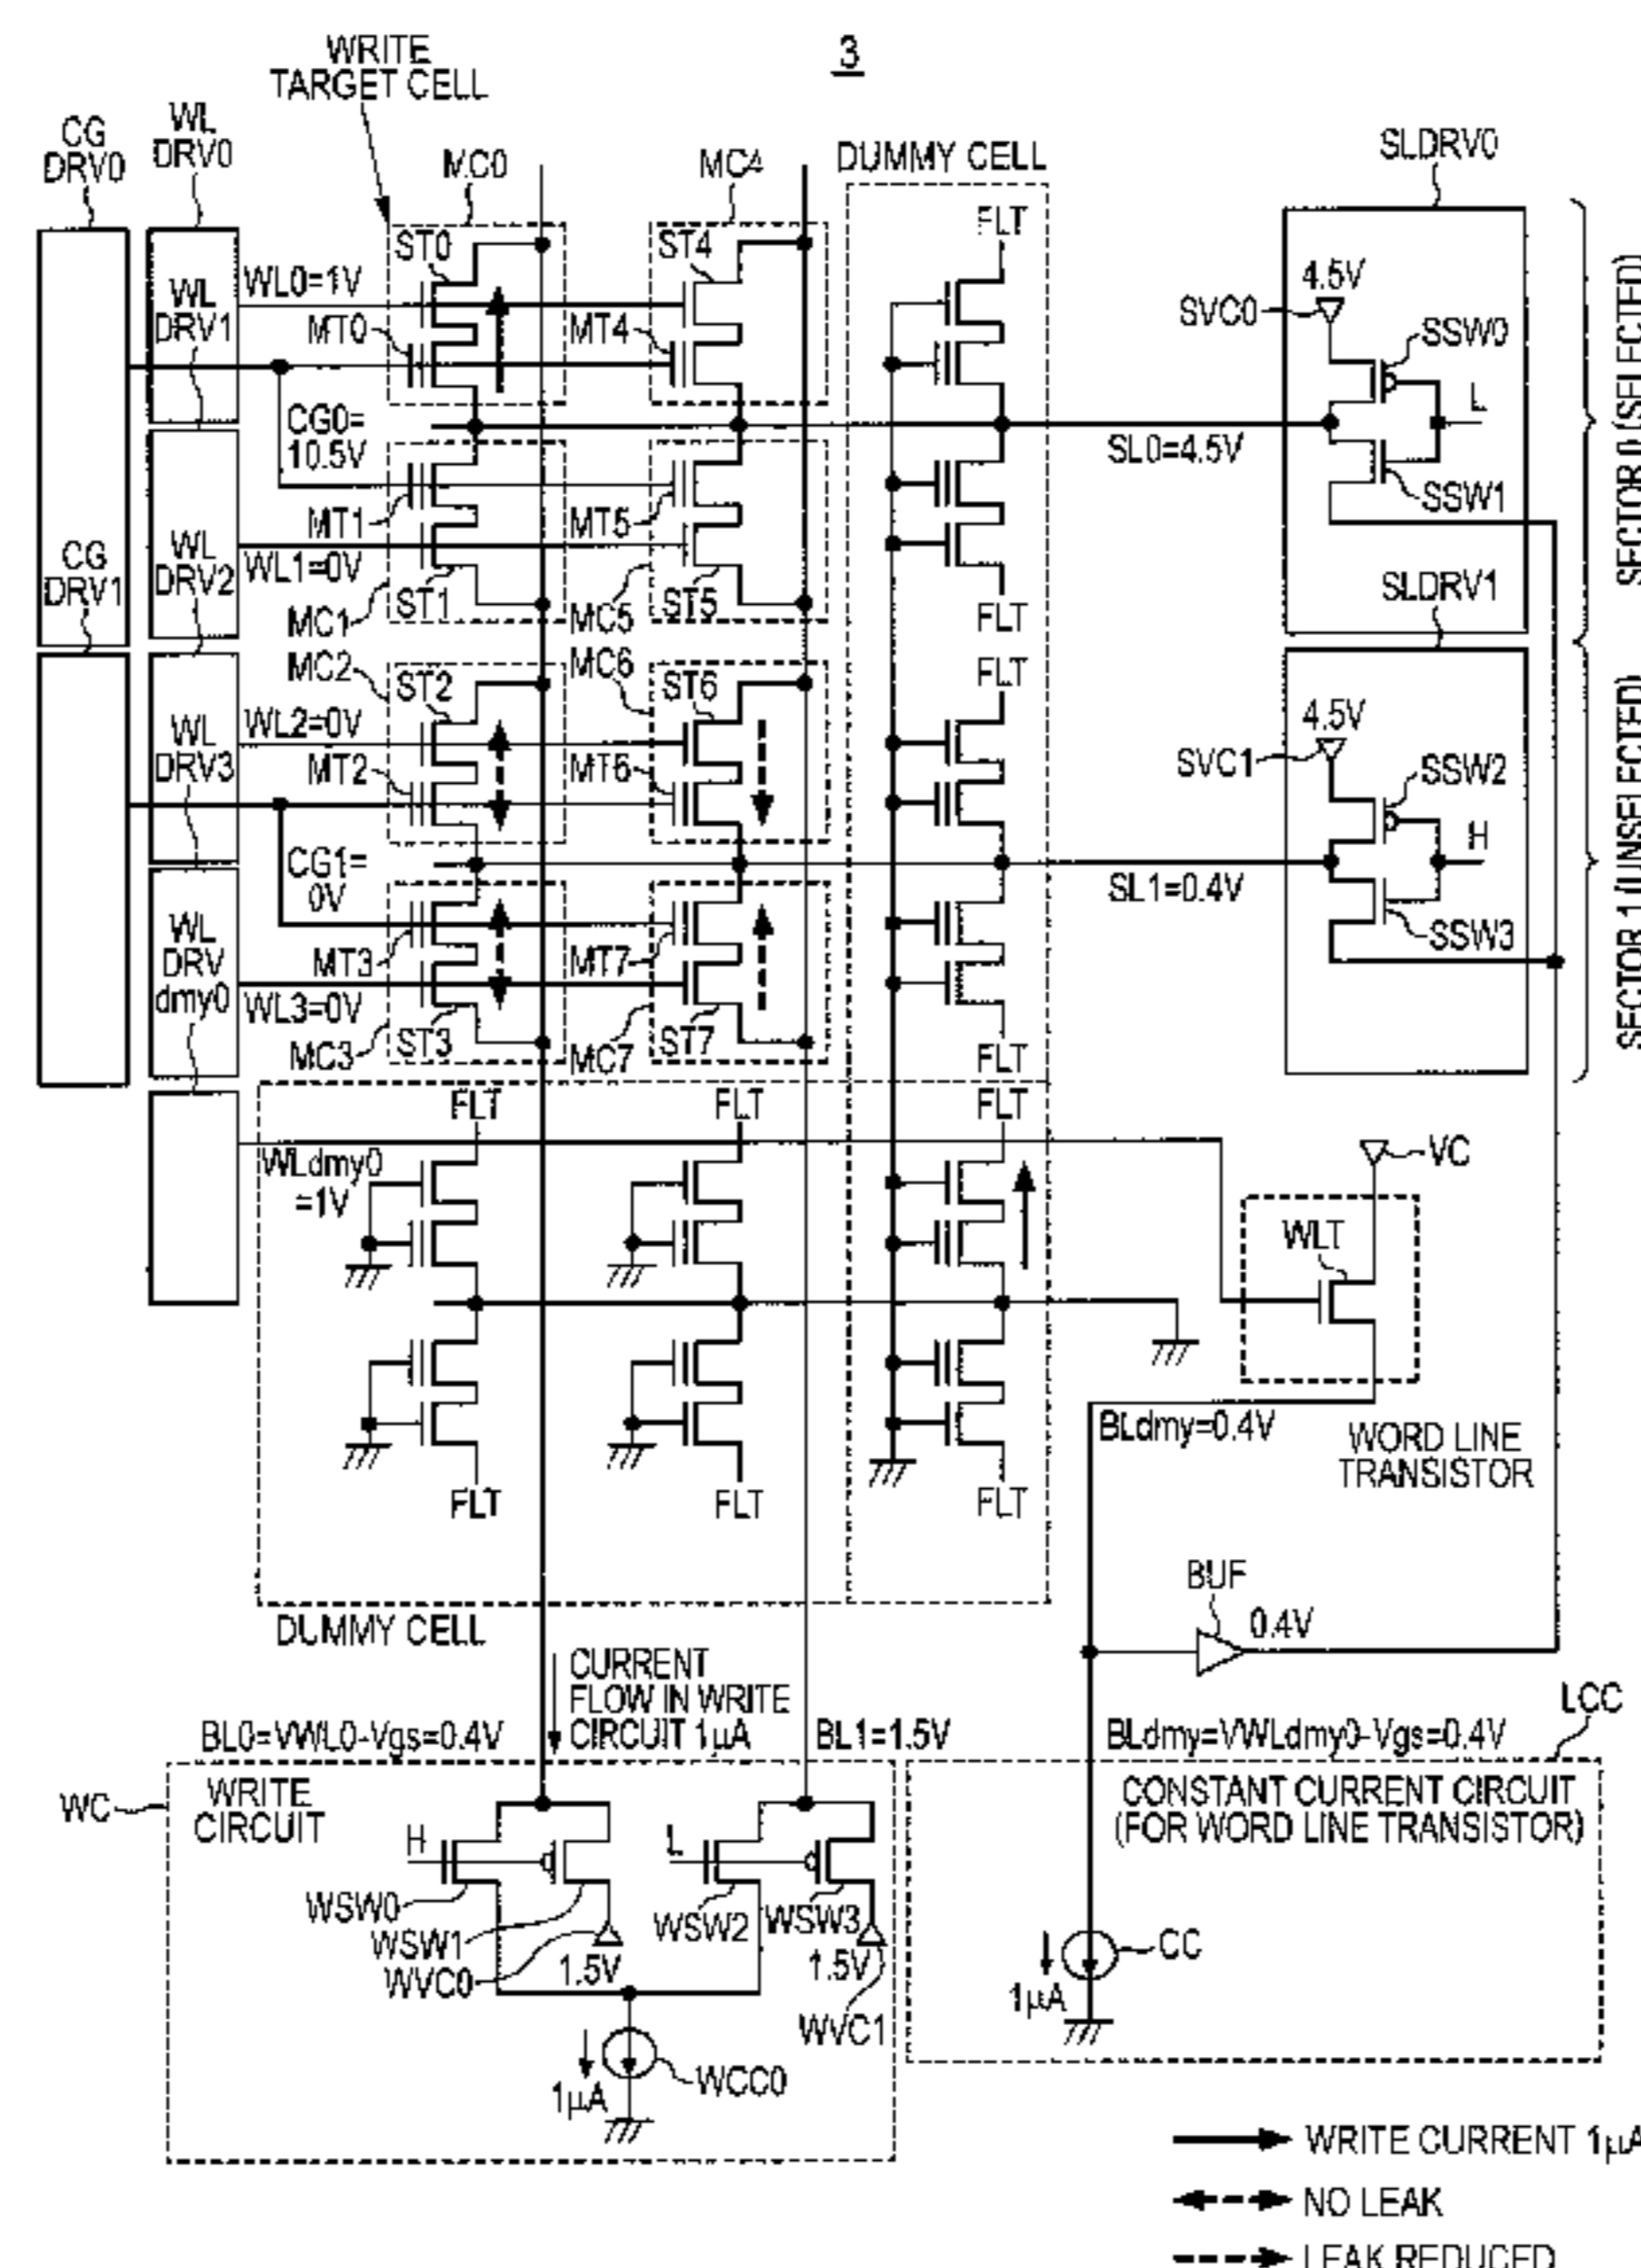 3
WRITE
TARGET CELL
CG
DRV0
WL
DRV0
MC0
MC4
DUMMY CELL
SLDRV0
ST0
ST4
FLT
WL0=1V
WL
DRV1
MT0
MT4
4.5V
SVC0
SSW0
L
CG0=
10.5V
SL0=4.5V
SSW1
SECTOR 0 (SELECTED)
MT1
MT5
CG
DRV1
WL
DRV2
WL1=0V
ST1
ST5
MC1
MC5
FLT
SLDRV1
MC2
MC6
ST2
ST6
FLT
WL2=0V
WL
DRV3
MT2
MT6
4.5V
SVC1
SSW2
H
CG1=
0V
SL1=0.4V
SSW3
SECTOR 1 (UNSELECTED)
WL
DRV
dmy0
MT3
MT7
WL3=0V
ST3
ST7
MC3
MC7
FLT
FLT
FLT
FLT
WLdmy0
=1V
VC
WLT
BLdmy=0.4V
WORD LINE
TRANSISTOR
FLT
FLT
FLT
BUF
0.4V
DUMMY CELL
CURRENT
FLOW IN WRITE
CIRCUIT 1μA
LCC
BL0=VWL0-Vgs=0.4V
BL1=1.5V
BLdmy=VWLdmy0-Vgs=0.4V
WC
WRITE
CIRCUIT
CONSTANT CURRENT CIRCUIT
(FOR WORD LINE TRANSISTOR)
H
L
WSW0
WSW1
WVC0
1.5V
WSW2
WSW3
1.5V
WVC1
CC
1μA
WCC0
1μA
WRITE CURRENT 1μA
NO LEAK
LEAK REDUCED